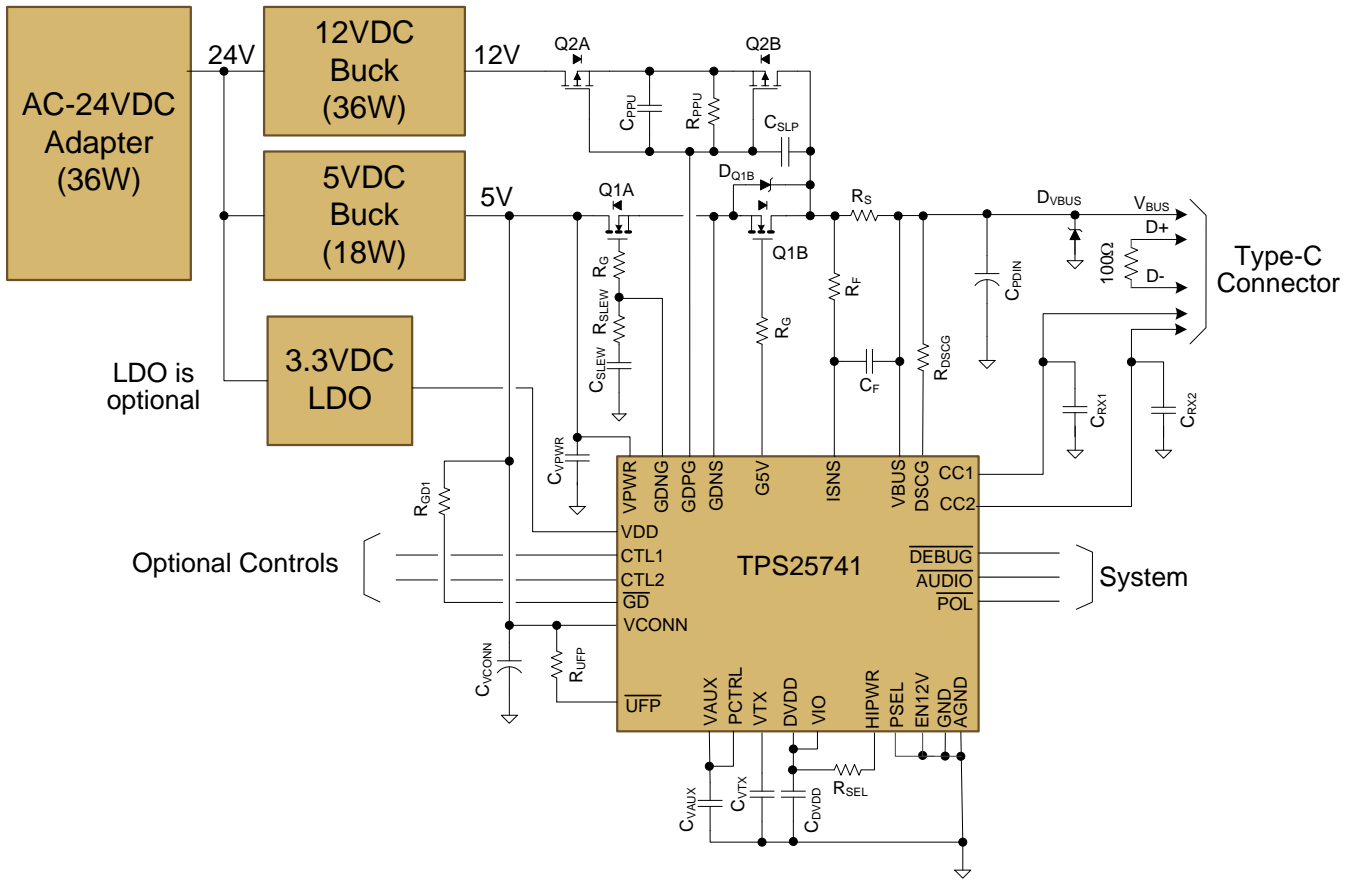 AC-24VDC
Adapter
(36W)
24V
12VDC
Buck
(36W)
12V
5VDC
Buck
(18W)
5V
3.3VDC
LDO
LDO is
optional
Q2A
Q2B
CPPU
RPPU
CSLP
DQ1B
Q1A
Q1B
RG
RSLEW
CSLEW
RG
RS
RF
CF
RDSCG
CPDIN
DVBUS
VBUS
D+
100Ω
D-
Type-C
Connector
CRX1
CRX2
CVPWR
RGD1
VPWR
GDNG
GDPG
GDNS
G5V
ISNS
VBUS
DSCG
CC1
CC2
VDD
CTL1
CTL2
GD
VCONN
UFP
TPS25741
DEBUG
AUDIO
POL
Optional Controls
System
CVCONN
RUFP
VAUX
PCTRL
VTX
DVDD
VIO
HIPWR
PSEL
EN12V
GND
AGND
RSEL
CVAUX
CVTX
CDVDD